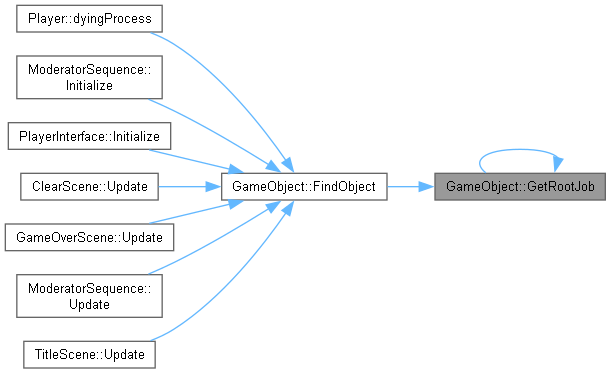 Player::dyingProcess
ModeratorSequence::
Initialize
PlayerInterface::Initialize
ClearScene::Update
GameOverScene::Update
ModeratorSequence::
Update
TitleScene::Update
GameObject::FindObject
GameObject::GetRootJob